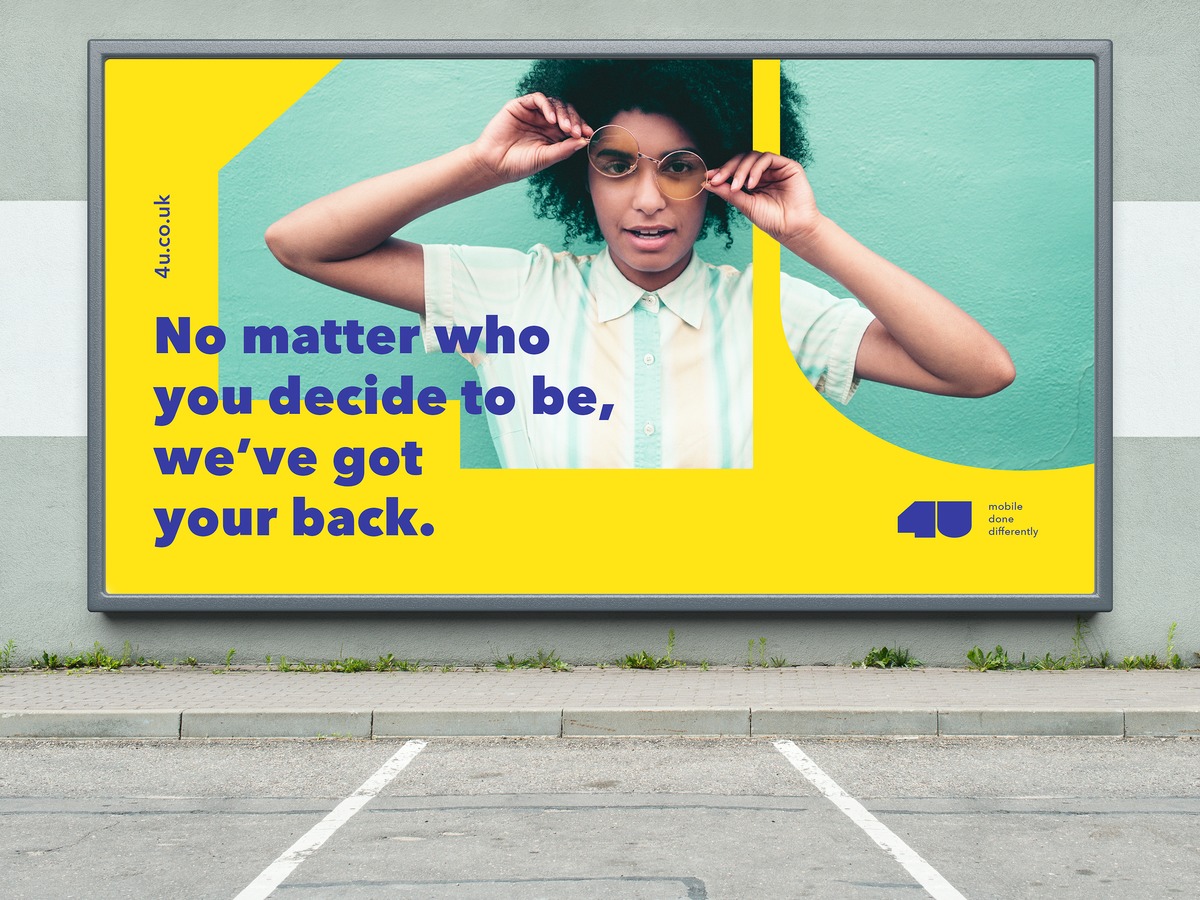 4u.co.uk
No matter who
you decide to be,
we’ve got
your back.
4U
mobile
done
differently